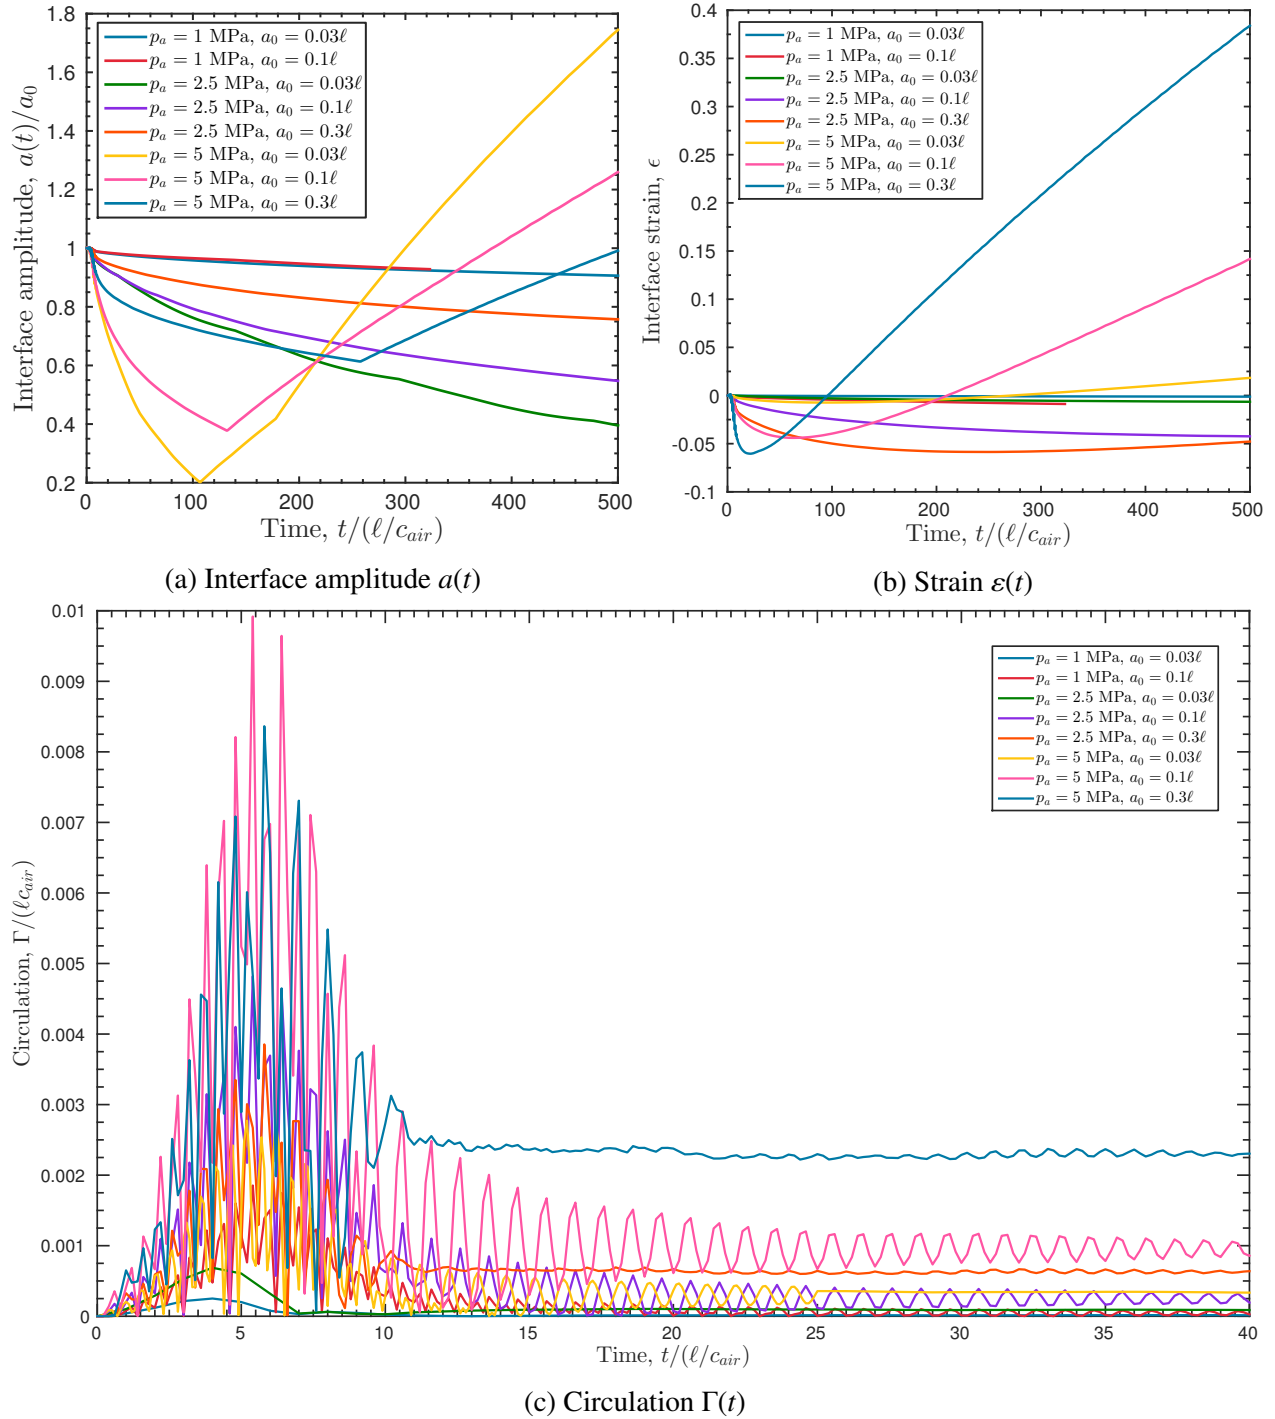 1.8
1.6
1.4
1.2
1
0.8
0.6
0.4
0.2
0 100 200 300 400 500
Interface amplitude, a(t)/a₀
Time, t/(ℓ/c_air)
pₐ = 1 MPa, a₀ = 0.03ℓ
pₐ = 1 MPa, a₀ = 0.1ℓ
pₐ = 2.5 MPa, a₀ = 0.03ℓ
pₐ = 2.5 MPa, a₀ = 0.1ℓ
pₐ = 2.5 MPa, a₀ = 0.3ℓ
pₐ = 5 MPa, a₀ = 0.03ℓ
pₐ = 5 MPa, a₀ = 0.1ℓ
pₐ = 5 MPa, a₀ = 0.3ℓ
(a) Interface amplitude a(t)
0.4
0.35
0.3
0.25
0.2
0.15
0.1
0.05
0
-0.05
-0.1
0 100 200 300 400 500
Interface strain, ϵ
Time, t/(ℓ/c_air)
pₐ = 1 MPa, a₀ = 0.03ℓ
pₐ = 1 MPa, a₀ = 0.1ℓ
pₐ = 2.5 MPa, a₀ = 0.03ℓ
pₐ = 2.5 MPa, a₀ = 0.1ℓ
pₐ = 2.5 MPa, a₀ = 0.3ℓ
pₐ = 5 MPa, a₀ = 0.03ℓ
pₐ = 5 MPa, a₀ = 0.1ℓ
pₐ = 5 MPa, a₀ = 0.3ℓ
(b) Strain ε(t)
0.01
0.009
0.008
0.007
0.006
0.005
0.004
0.003
0.002
0.001
0
0 5 10 15 20 25 30 35 40
Circulation, Γ/(ℓc_air)
Time, t/(ℓ/c_air)
pₐ = 1 MPa, a₀ = 0.03ℓ
pₐ = 1 MPa, a₀ = 0.1ℓ
pₐ = 2.5 MPa, a₀ = 0.03ℓ
pₐ = 2.5 MPa, a₀ = 0.1ℓ
pₐ = 2.5 MPa, a₀ = 0.3ℓ
pₐ = 5 MPa, a₀ = 0.03ℓ
pₐ = 5 MPa, a₀ = 0.1ℓ
pₐ = 5 MPa, a₀ = 0.3ℓ
(c) Circulation Γ(t)